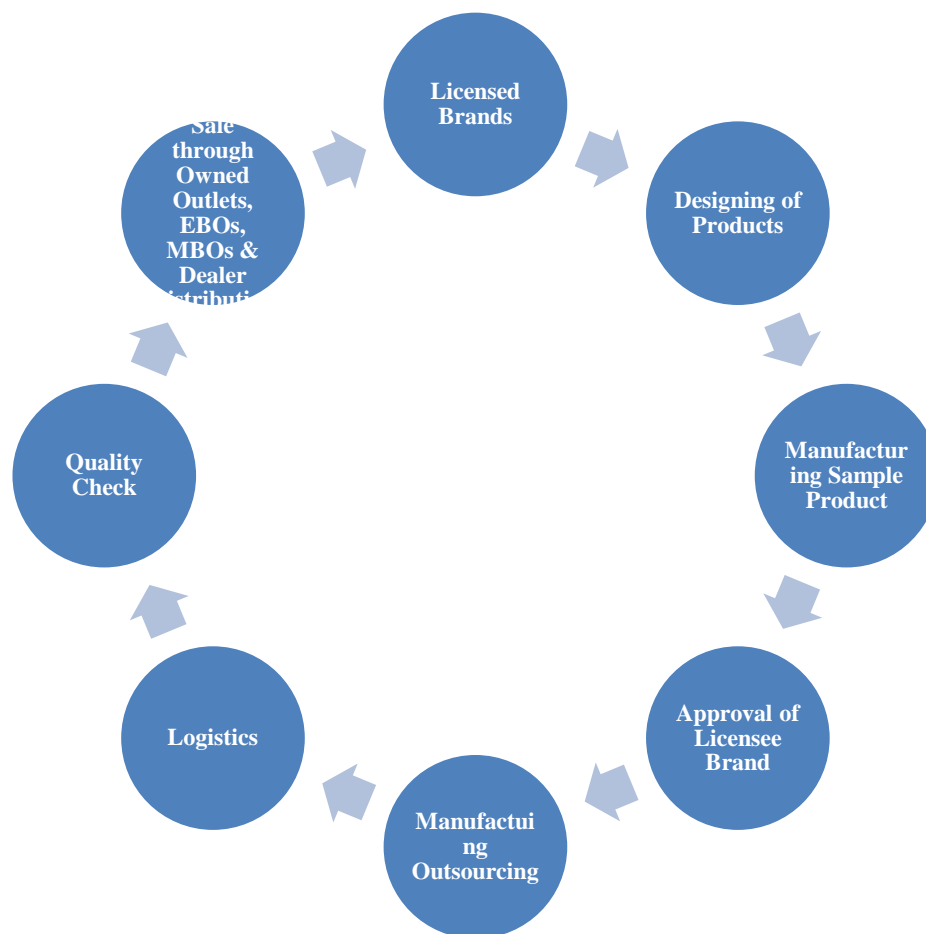 Licensed
Brands
Designing of
Products
Manufactur
ing Sample
Product
Approval of
Licensee
Brand
Manufactui
ng
Outsourcing
Logistics
Quality
Check
Sale
through
Owned
Outlets,
EBOs,
MBOs &
Dealer